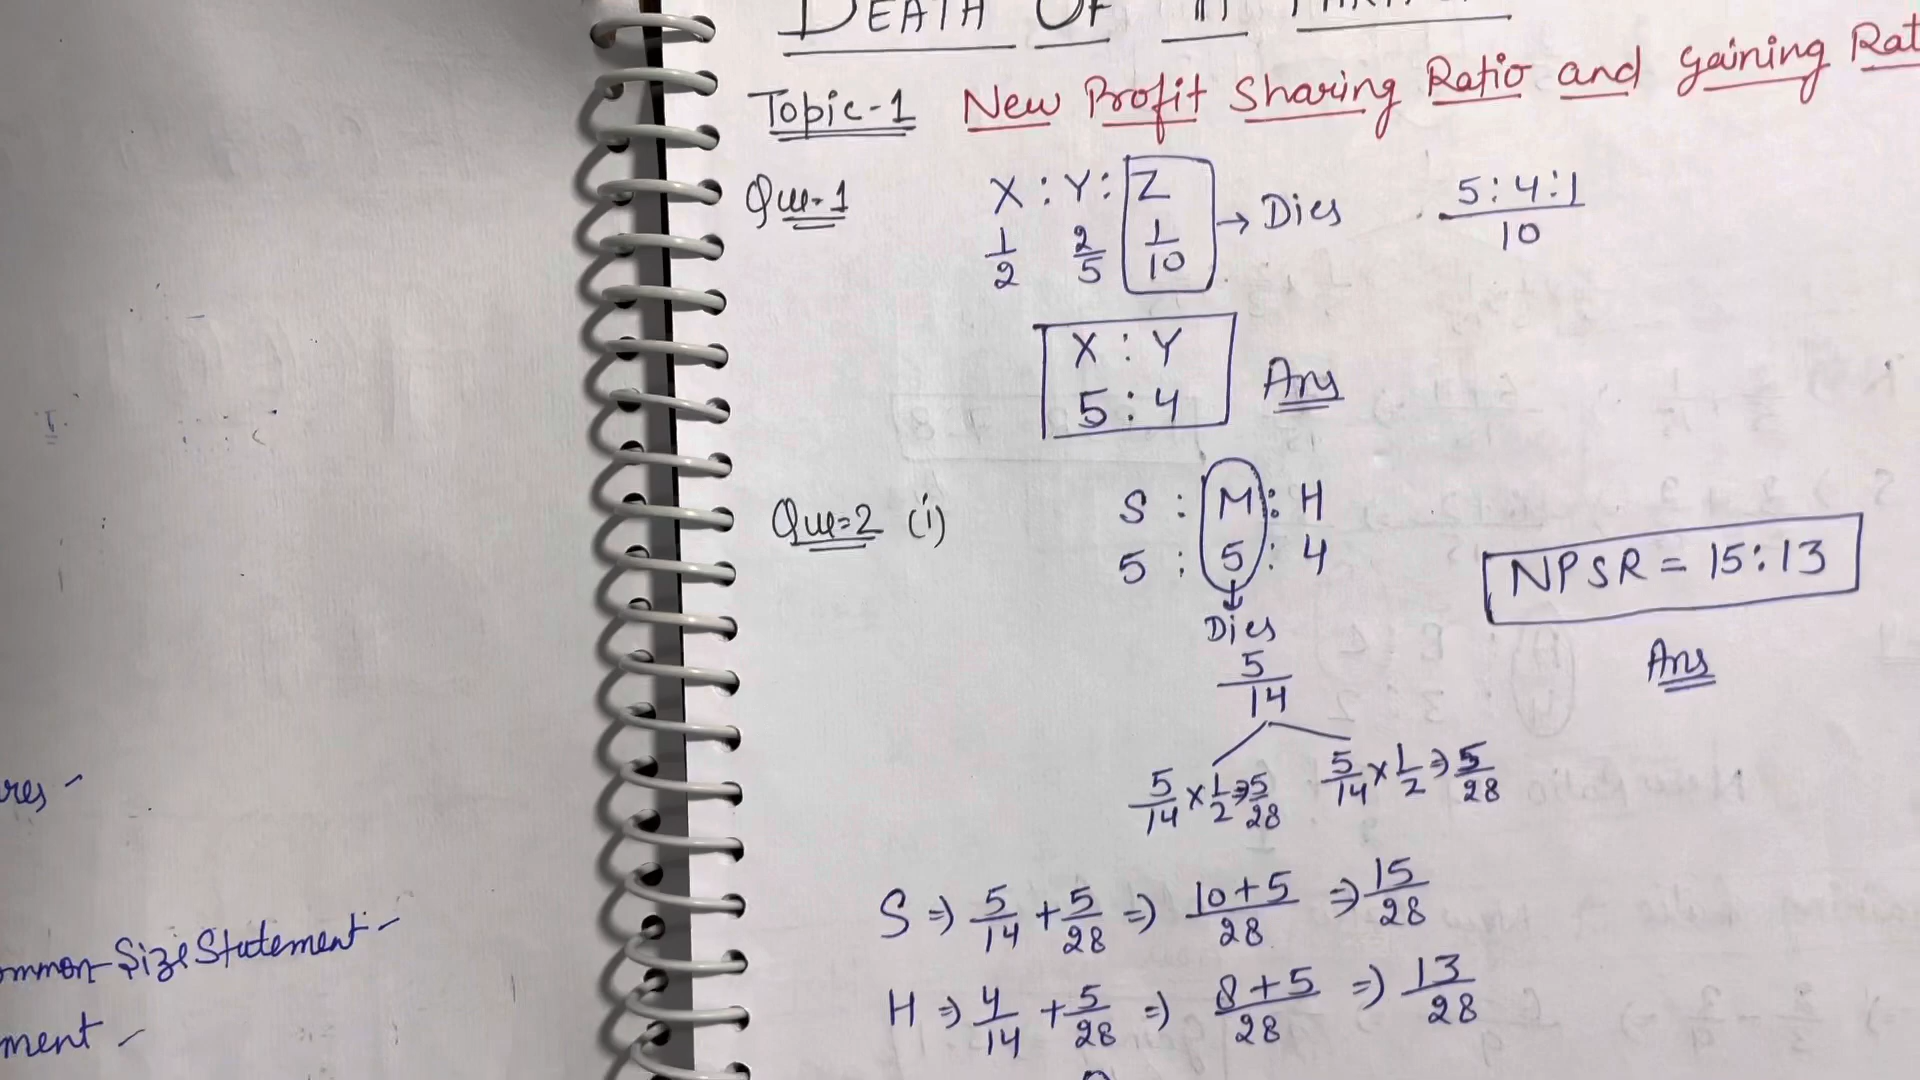 DEATH OF A
Topic-1 New Profit Sharing Ratio and gaining Rat
Que-1 X : Y : Z → Dies 5:4:1/10
1/2 2/5 1/10
X : Y
5 : 4 Ans
Que=2 (i) S : M : H
5 : 5 : 4
NPSR = 15:13
Dies Ans
5/14
5/14 × 1/2 ⇒ 5/28 5/14 × 1/2 ⇒ 5/28
S ⇒ 5/14 + 5/28 ⇒ 10+5/28 ⇒ 15/28
H ⇒ 4/14 + 5/28 ⇒ 8+5/28 ⇒ 13/28
res -
ommon-Size Statement -
ment -